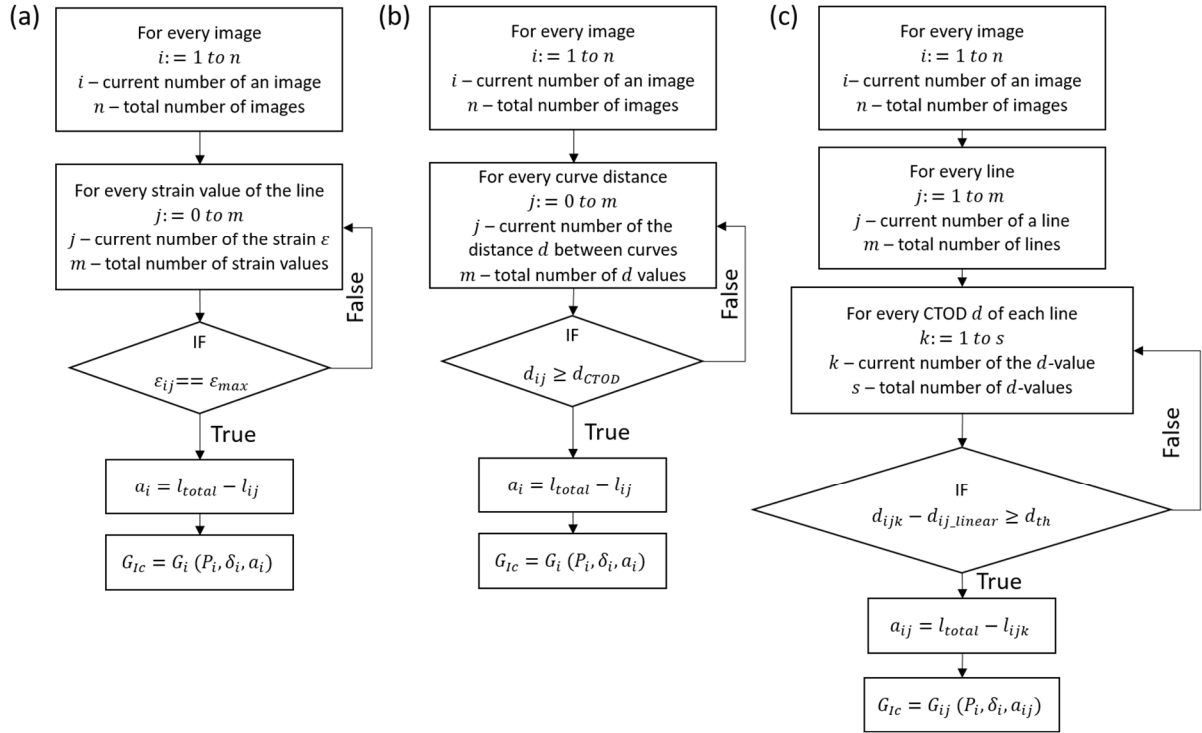 (a)
For every image
i:= 1 to n
i – current number of an image
n – total number of images
For every strain value of the line
j:= 0 to m
j – current number of the strain ε
m – total number of strain values
False
IF
ε_ij == ε_max
True
a_i = l_total − l_ij
G_Ic = G_i (P_i, δ_i, a_i)
(b)
For every image
i:= 1 to n
i – current number of an image
n – total number of images
For every curve distance
j:= 0 to m
j – current number of the
distance d between curves
m – total number of d values
False
IF
d_ij ≥ d_CTOD
True
a_i = l_total − l_ij
G_Ic = G_i (P_i, δ_i, a_i)
(c)
For every image
i:= 1 to n
i– current number of an image
n – total number of images
For every line
j:= 1 to m
j – current number of a line
m – total number of lines
For every CTOD d of each line
k:= 1 to s
k – current number of the d-value
s – total number of d-values
False
IF
d_ijk − d_ij_linear ≥ d_th
True
a_ij = l_total − l_ijk
G_Ic = G_ij (P_i, δ_i, a_ij)